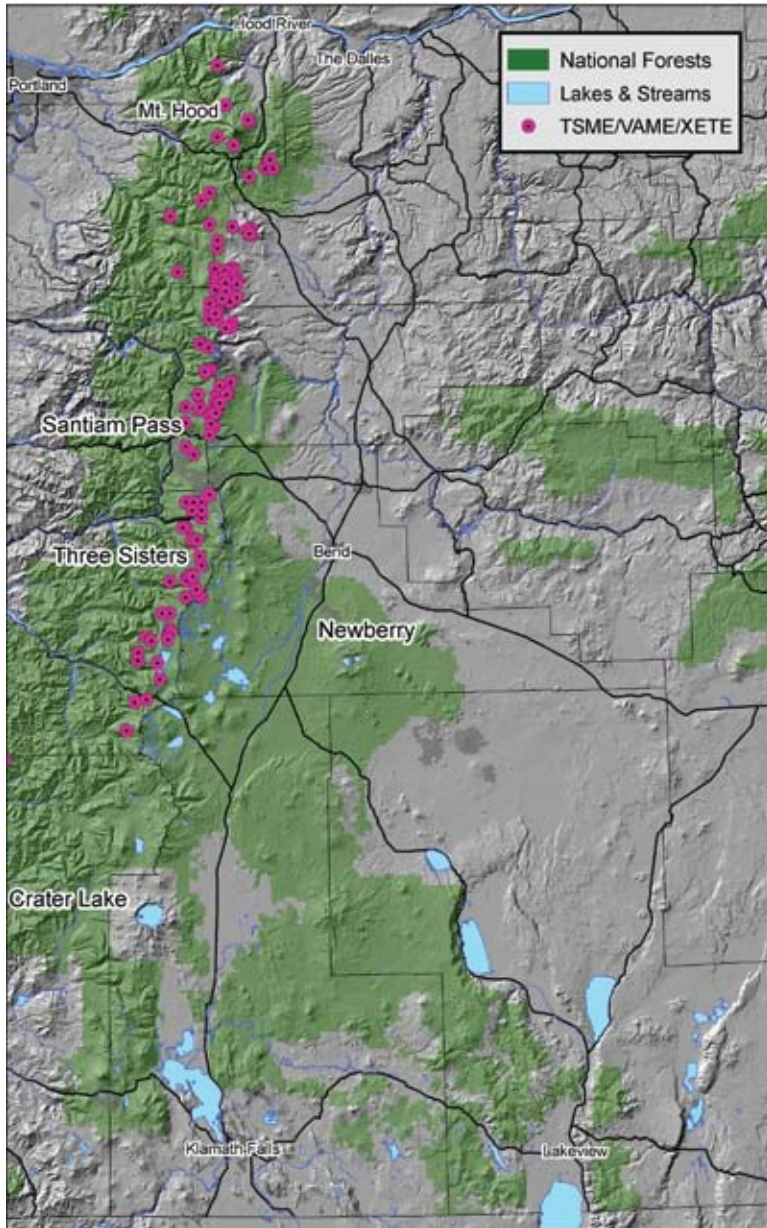 Hood River
The Dalles
Portland
Mt. Hood
National Forests
Lakes & Streams
TSME/VAME/XETE
Santiam Pass
Three Sisters
Bend
Newberry
Crater Lake
Klamath Falls
Lakeview